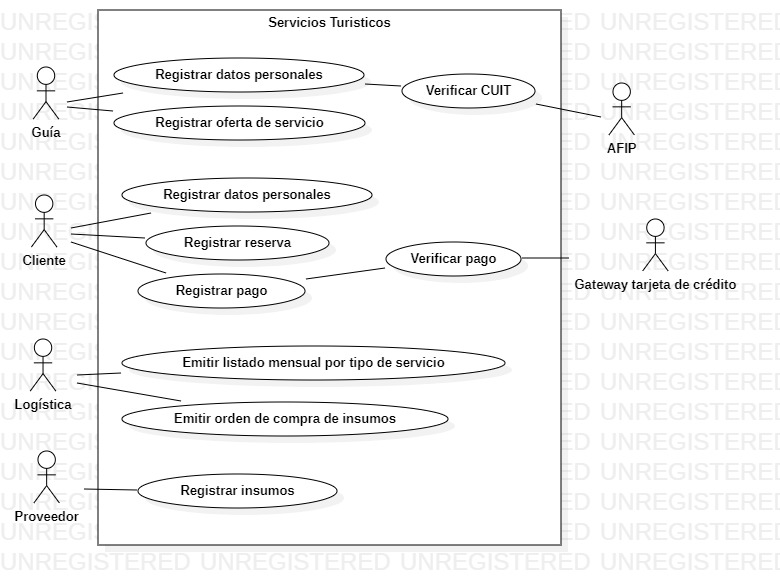 Servicios Turisticos
Registrar datos personales
Verificar CUIT
Guía
Registrar oferta de servicio
AFIP
Registrar datos personales
Cliente
Registrar reserva
Verificar pago
Registrar pago
Gateway tarjeta de crédito
Emitir listado mensual por tipo de servicio
Logística
Emitir orden de compra de insumos
Registrar insumos
Proveedor
UNREGISTERED UNREGISTERED UNREGISTERED UNREGISTERED